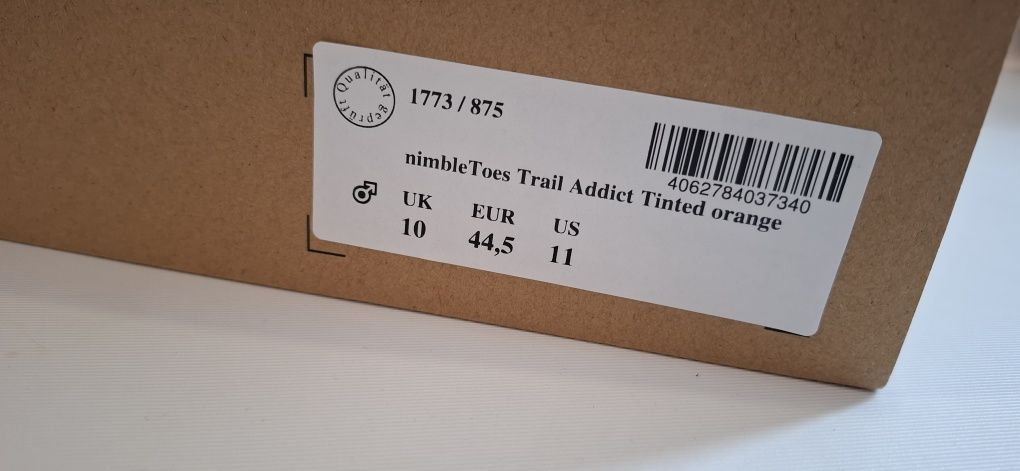 Qualität geprüft
1773 / 875
4062784037340
nimbleToes Trail Addict Tinted orange
UK EUR US
10 44,5 11